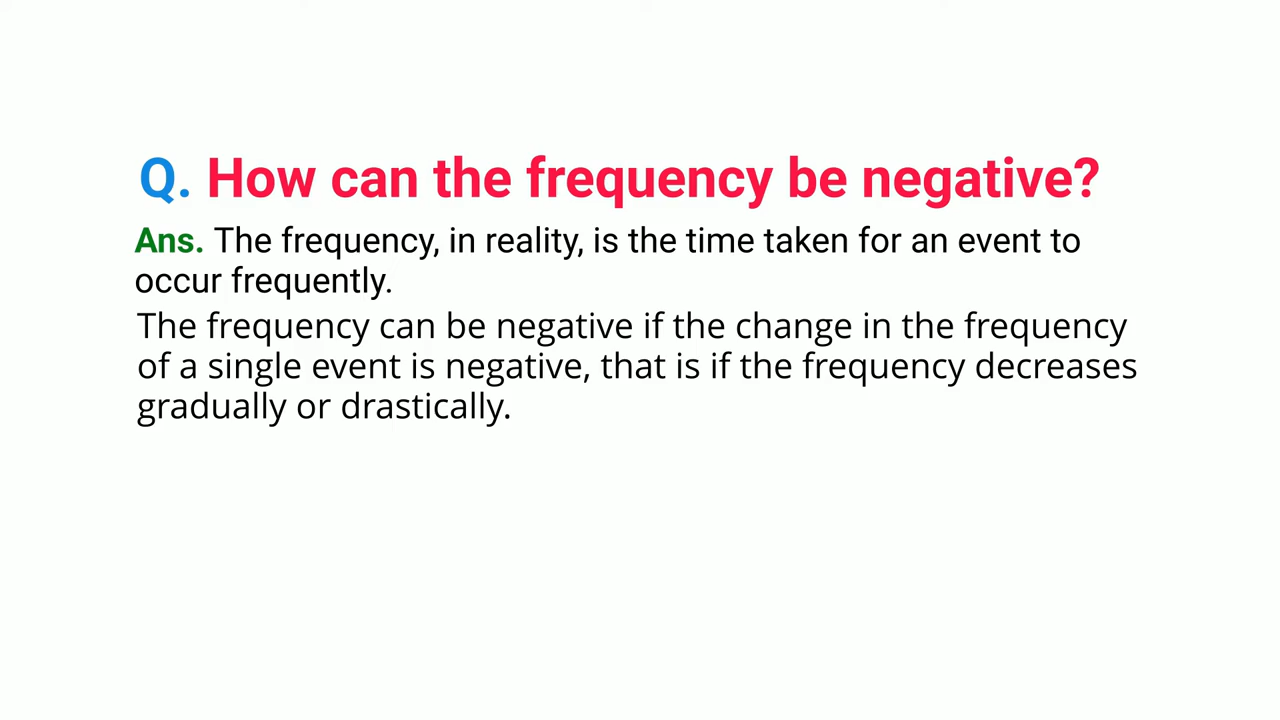 Q. How can the frequency be negative?
Ans. The frequency, in reality, is the time taken for an event to
occur frequently.
The frequency can be negative if the change in the frequency
of a single event is negative, that is if the frequency decreases
gradually or drastically.